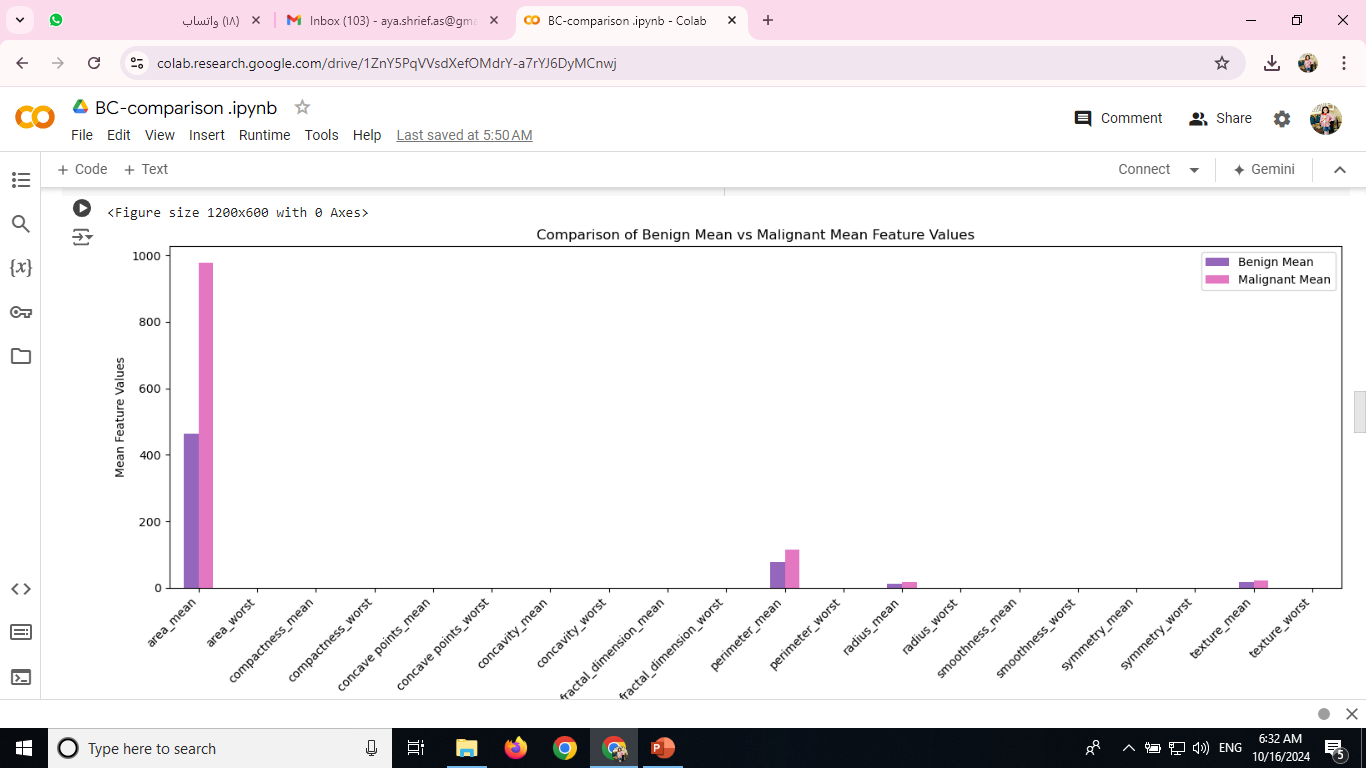 واتساب (١٨)
Inbox (103) - aya.shrief.as@gma
BC-comparison .ipynb - Colab
colab.research.google.com/drive/1ZnY5PqVVsdXefOMdrY-a7rYJ6DyMCnwj
BC-comparison .ipynb
Comment
Share
File Edit View Insert Runtime Tools Help Last saved at 5:50 AM
+ Code + Text
Connect
Gemini
<Figure size 1200x600 with 0 Axes>
{x}
Comparison of Benign Mean vs Malignant Mean Feature Values
Benign Mean
Malignant Mean
Mean Feature Values
1000
800
600
400
200
0
area_mean
area_worst
compactness_mean
compactness_worst
concave points_mean
concave points_worst
concavity_mean
concavity_worst
fractal_dimension_mean
fractal_dimension_worst
perimeter_mean
perimeter_worst
radius_mean
radius_worst
smoothness_mean
smoothness_worst
symmetry_mean
symmetry_worst
texture_mean
texture_worst
Type here to search
P
ENG
6:32 AM
10/16/2024
5